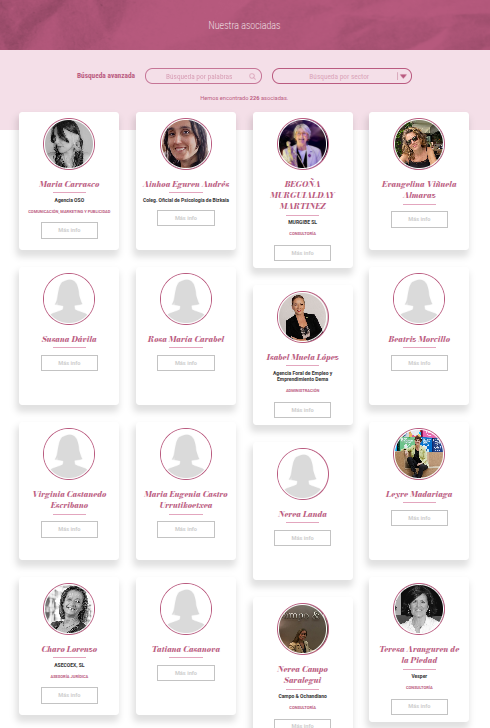 Nuestra asociadas
Búsqueda avanzada
Búsqueda por palabras
Búsqueda por sector
Hemos encontrado 226 asociadas.
María Carrasco
Agencia OSO
COMUNICACIÓN, MARKETING Y PUBLICIDAD
Más info
Ainhoa Eguren Andrés
Coleg. Oficial de Psicología de Bizkaia
Más info
BEGOÑA
MURGUIALDAY
MARTINEZ
MURGIBE SL
CONSULTORÍA
Más info
Evangelina Viñuela
Almaraz
Más info
Susana Dávila
Más info
Rosa María Carabel
Más info
Isabel Muela López
Agencia Foral de Empleo y
Emprendimiento Dema
ADMINISTRACIÓN
Más info
Beatriz Morcillo
Más info
Virginia Castanedo
Escribano
Más info
María Eugenia Castro
Urrutikoetxea
Más info
Nerea Landa
Más info
Leyre Madariaga
Más info
Charo Lorenzo
ASECOEX, SL
ASESORÍA JURÍDICA
Más info
Tatiana Casanova
Más info
Nerea Campo
Saralegui
Campo & Ochandiano
CONSULTORÍA
Más info
Teresa Aranguren de
la Piedad
Vesper
CONSULTORÍA
Más info